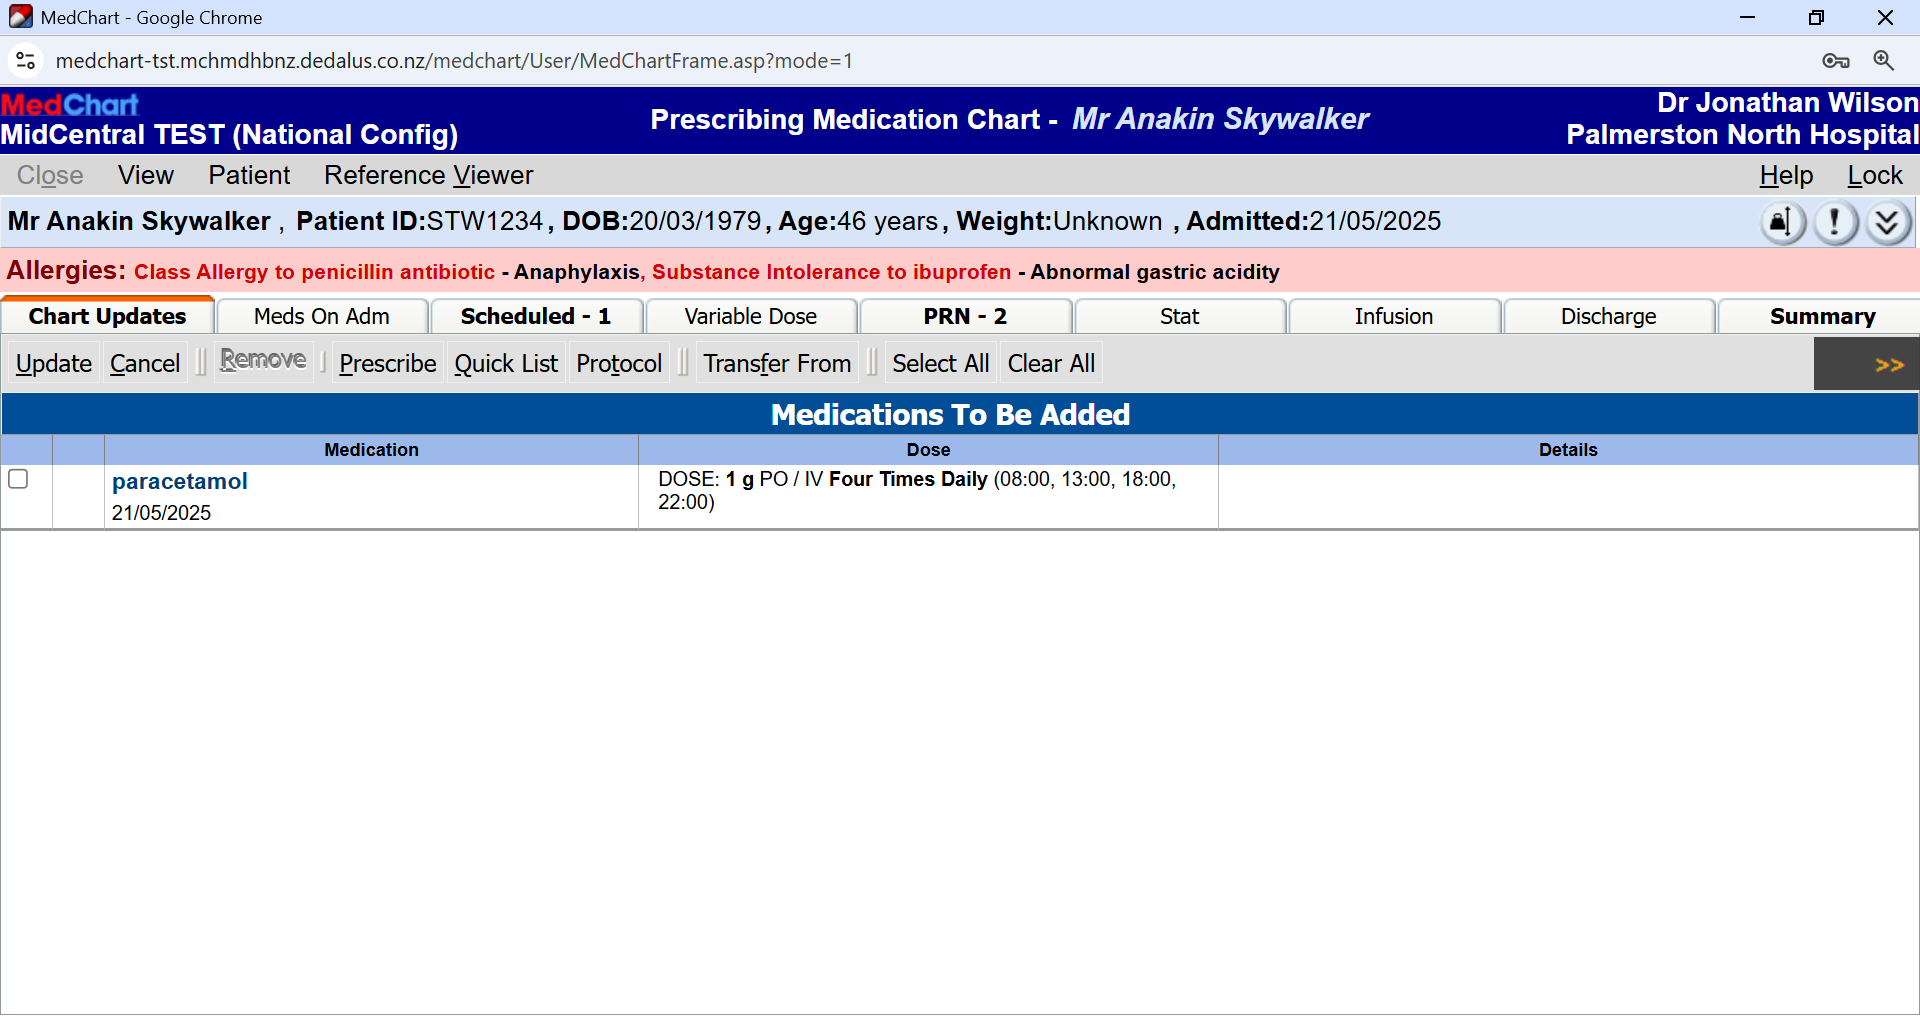 MedChart - Google Chrome
medchart-tst.mchmdhbnz.dedalus.co.nz/medchart/User/MedChartFrame.asp?mode=1
MedChart
MidCentral TEST (National Config)
Prescribing Medication Chart - Mr Anakin Skywalker
Dr Jonathan Wilson
Palmerston North Hospital
Close View Patient Reference Viewer Help Lock
Mr Anakin Skywalker , Patient ID:STW1234, DOB:20/03/1979, Age:46 years, Weight:Unknown , Admitted:21/05/2025
Allergies: Class Allergy to penicillin antibiotic - Anaphylaxis, Substance Intolerance to ibuprofen - Abnormal gastric acidity
Chart Updates Meds On Adm Scheduled - 1 Variable Dose PRN - 2 Stat Infusion Discharge Summary
Update Cancel Remove Prescribe Quick List Protocol Transfer From Select All Clear All >>
Medications To Be Added
Medication Dose Details
paracetamol
21/05/2025
DOSE: 1 g PO / IV Four Times Daily (08:00, 13:00, 18:00,
22:00)